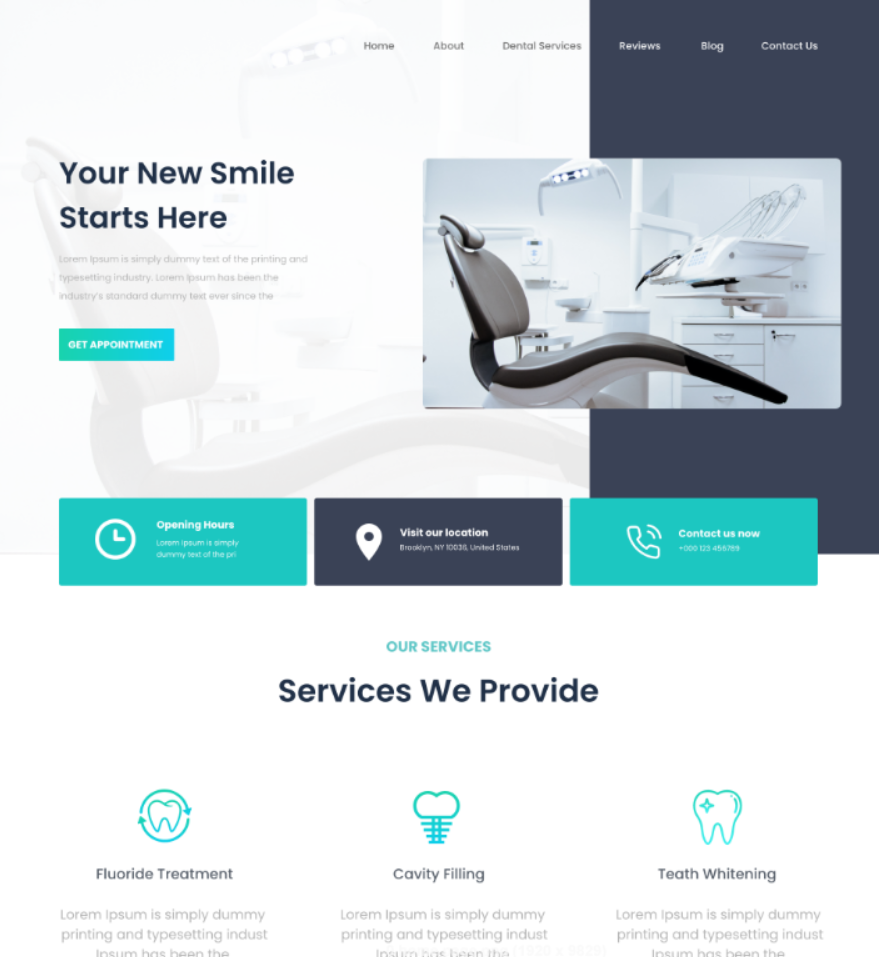 Home About Dental Services Reviews Blog Contact Us
Your New Smile
Starts Here
Lorem Ipsum is simply dummy text of the printing and
typesetting industry. Lorem Ipsum has been the
industry's standard dummy text ever since the
GET APPOINTMENT
Opening Hours
Lorem Ipsum is simply
dummy text of the pri
Visit our location
Brooklyn, NY 10036, United States
Contact us now
+000 123 456789
OUR SERVICES
Services We Provide
Fluoride Treatment
Lorem Ipsum is simply dummy
printing and typesetting indust
Ipsum has been the
Cavity Filling
Lorem Ipsum is simply dummy
printing and typesetting indust
Ipsum has been the
Teath Whitening
Lorem Ipsum is simply dummy
printing and typesetting indust
Ipsum has been the